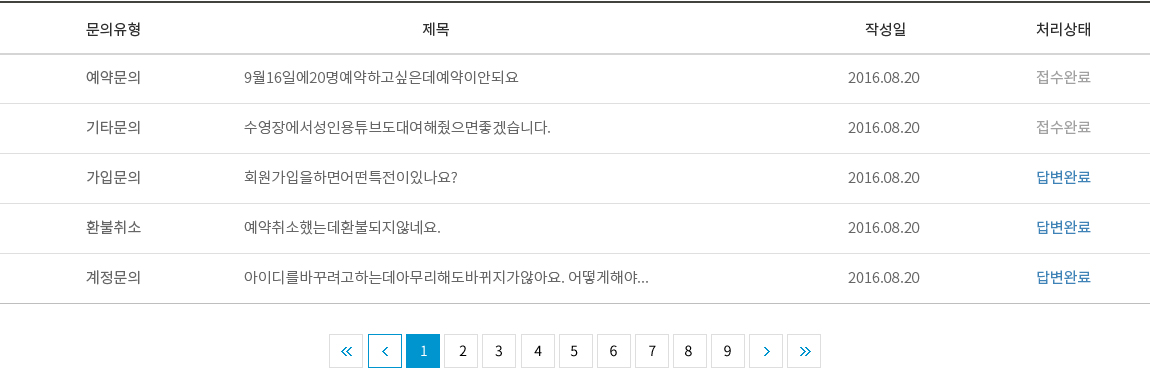 문의유형 제목 작성일 처리상태
예약문의 9월16일에20명예약하고싶은데예약이안되요 2016.08.20 접수완료
기타문의 수영장에서성인용튜브도대여해줬으면좋겠습니다. 2016.08.20 접수완료
가입문의 회원가입을하면어떤특전이있나요? 2016.08.20 답변완료
환불취소 예약취소했는데환불되지않네요. 2016.08.20 답변완료
계정문의 아이디를바꾸려고하는데아무리해도바뀌지가않아요. 어떻게해야... 2016.08.20 답변완료
« < 1 2 3 4 5 6 7 8 9 > »